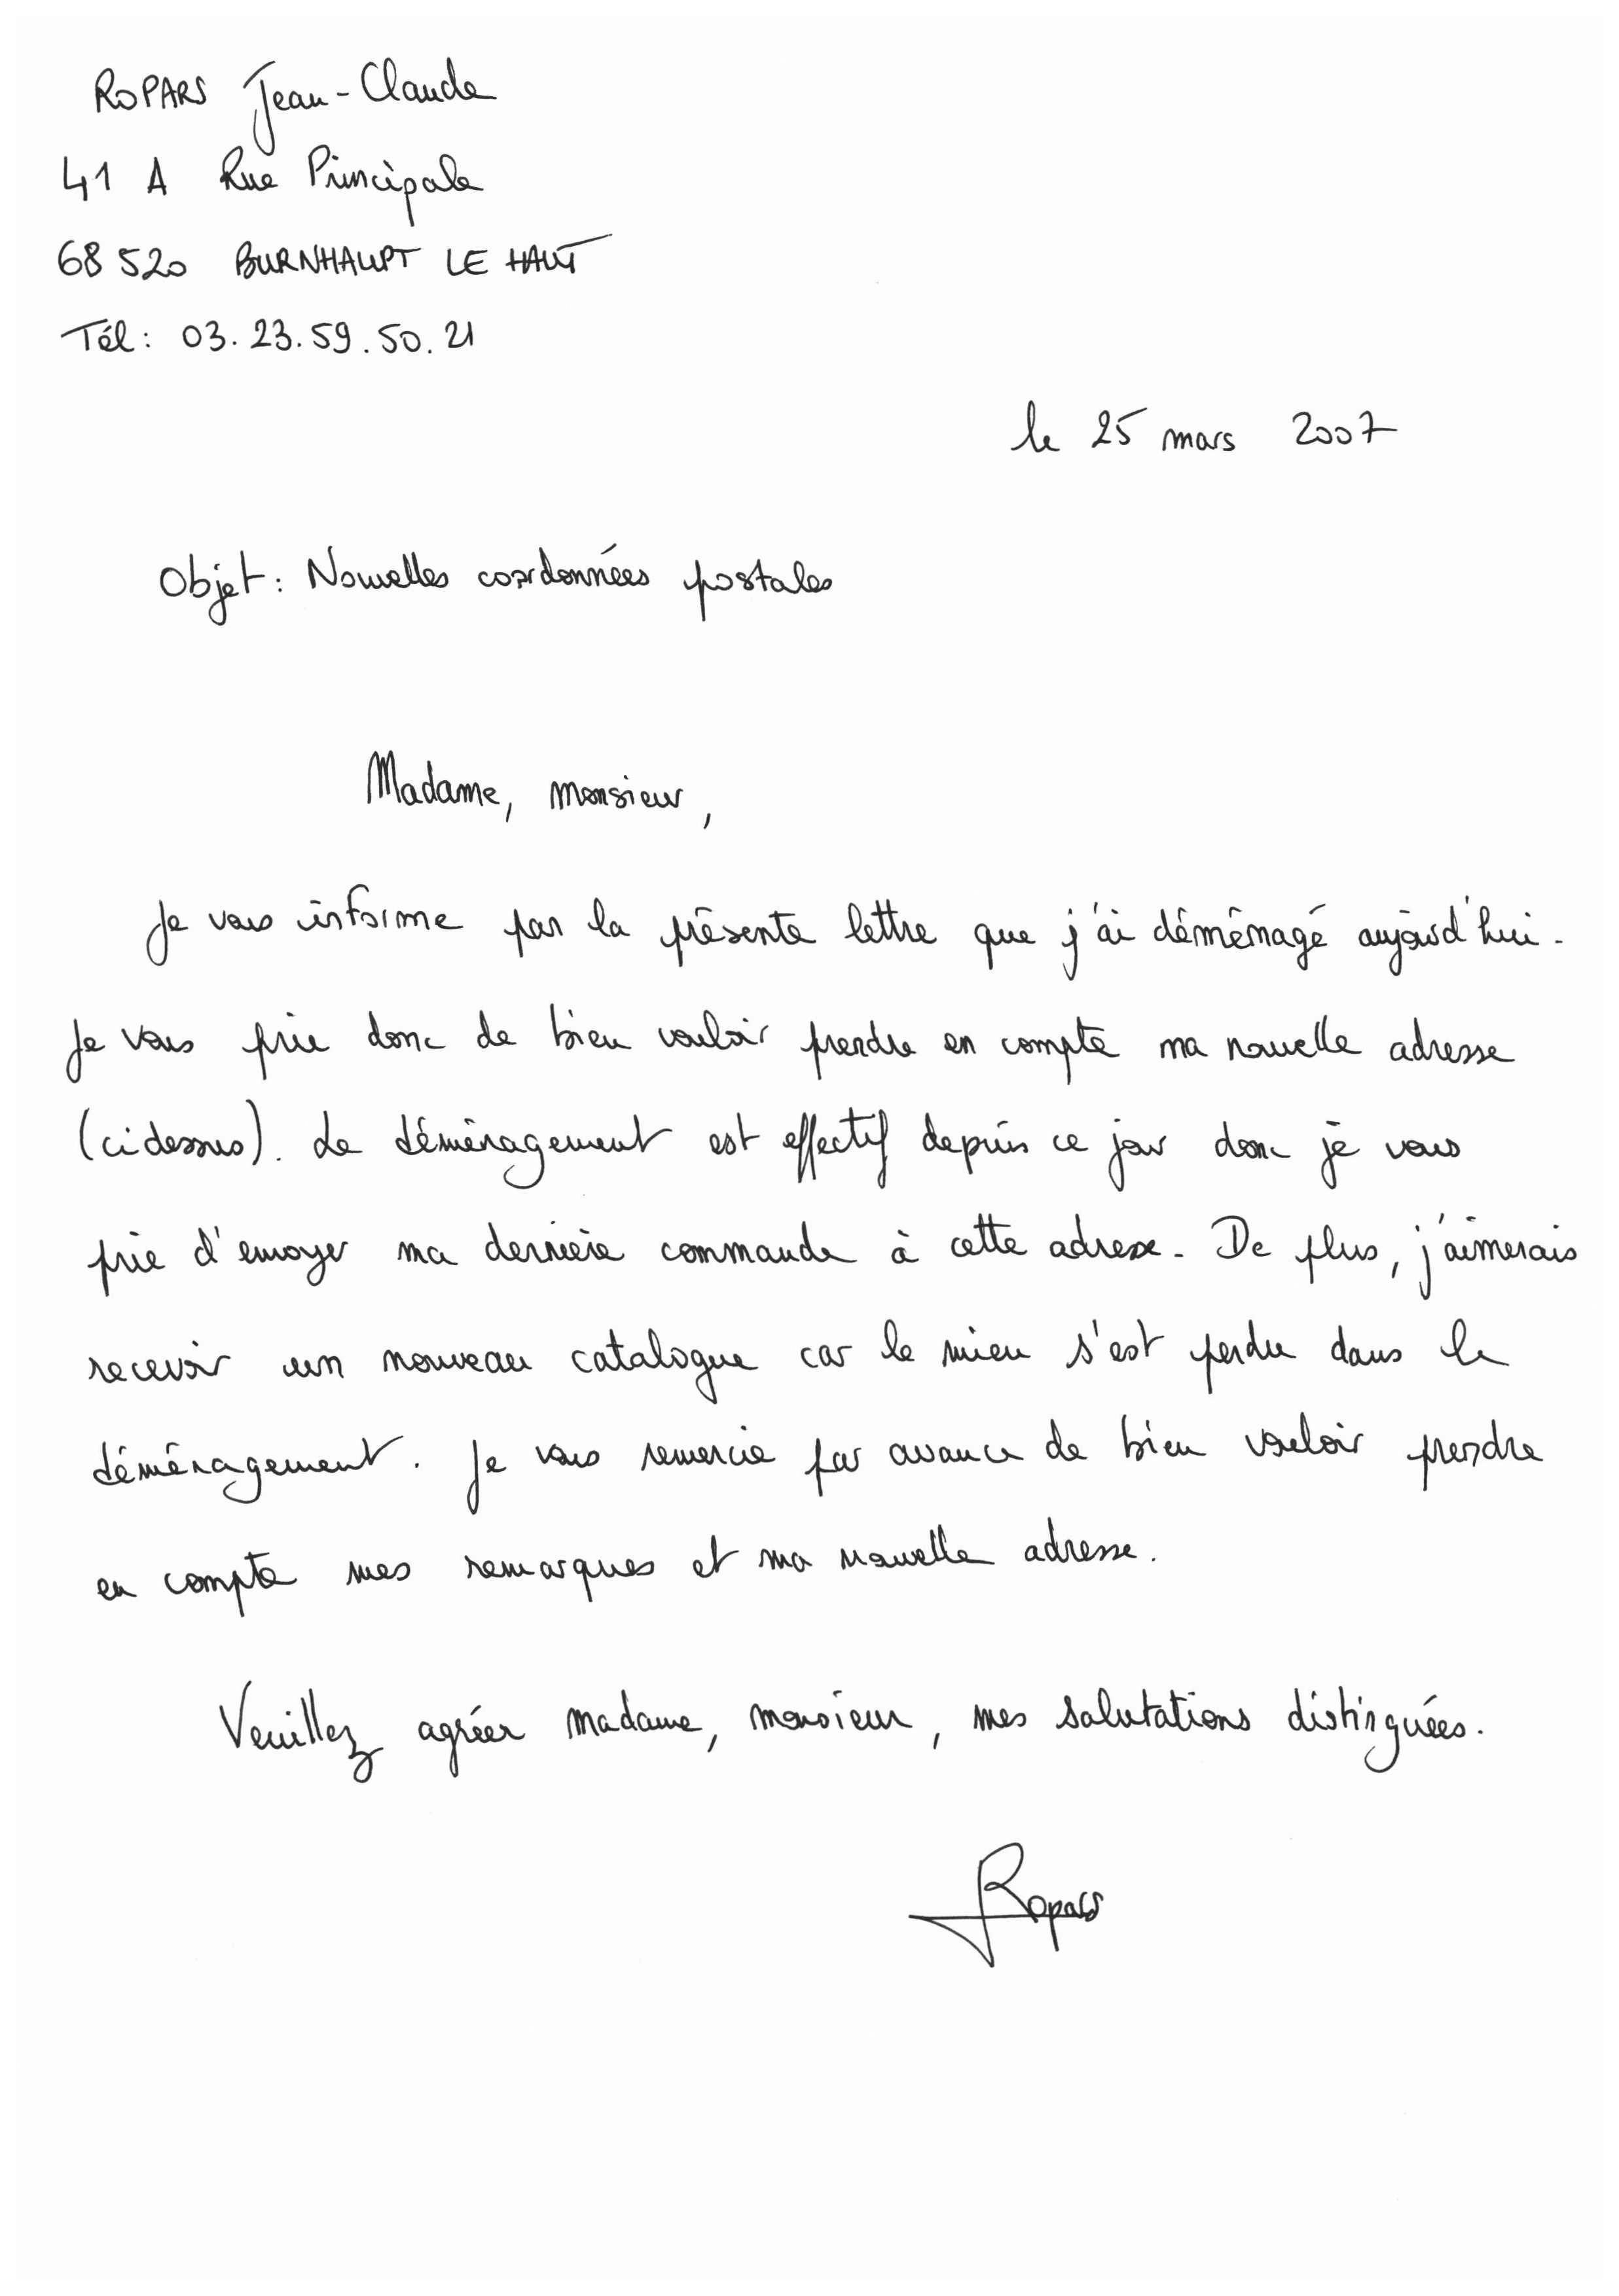 ROPARS Jean-Claude
41 A Rue Principale
68 520 BURNHAUPT LE HAUT
Tél : 03.23.59.50.21
le 25 mars 2007
Objet : Nouvelles coordonnées postales
Madame, monsieur,
Je vous informe par la présente lettre que j'ai déménagé aujourd'hui.
Je vous prie donc de bien vouloir prendre en compte ma nouvelle adresse
(ci dessus). Le déménagement est effectif depuis ce jour donc je vous
prie d'envoyer ma dernière commande à cette adresse. De plus, j'aimerais
recevoir un nouveau catalogue car le mien s'est perdu dans le
déménagement. Je vous remercie par avance de bien vouloir prendre
en compte mes remarques et ma nouvelle adresse.
Veuillez agréer madame, monsieur, mes salutations distinguées.
Ropars